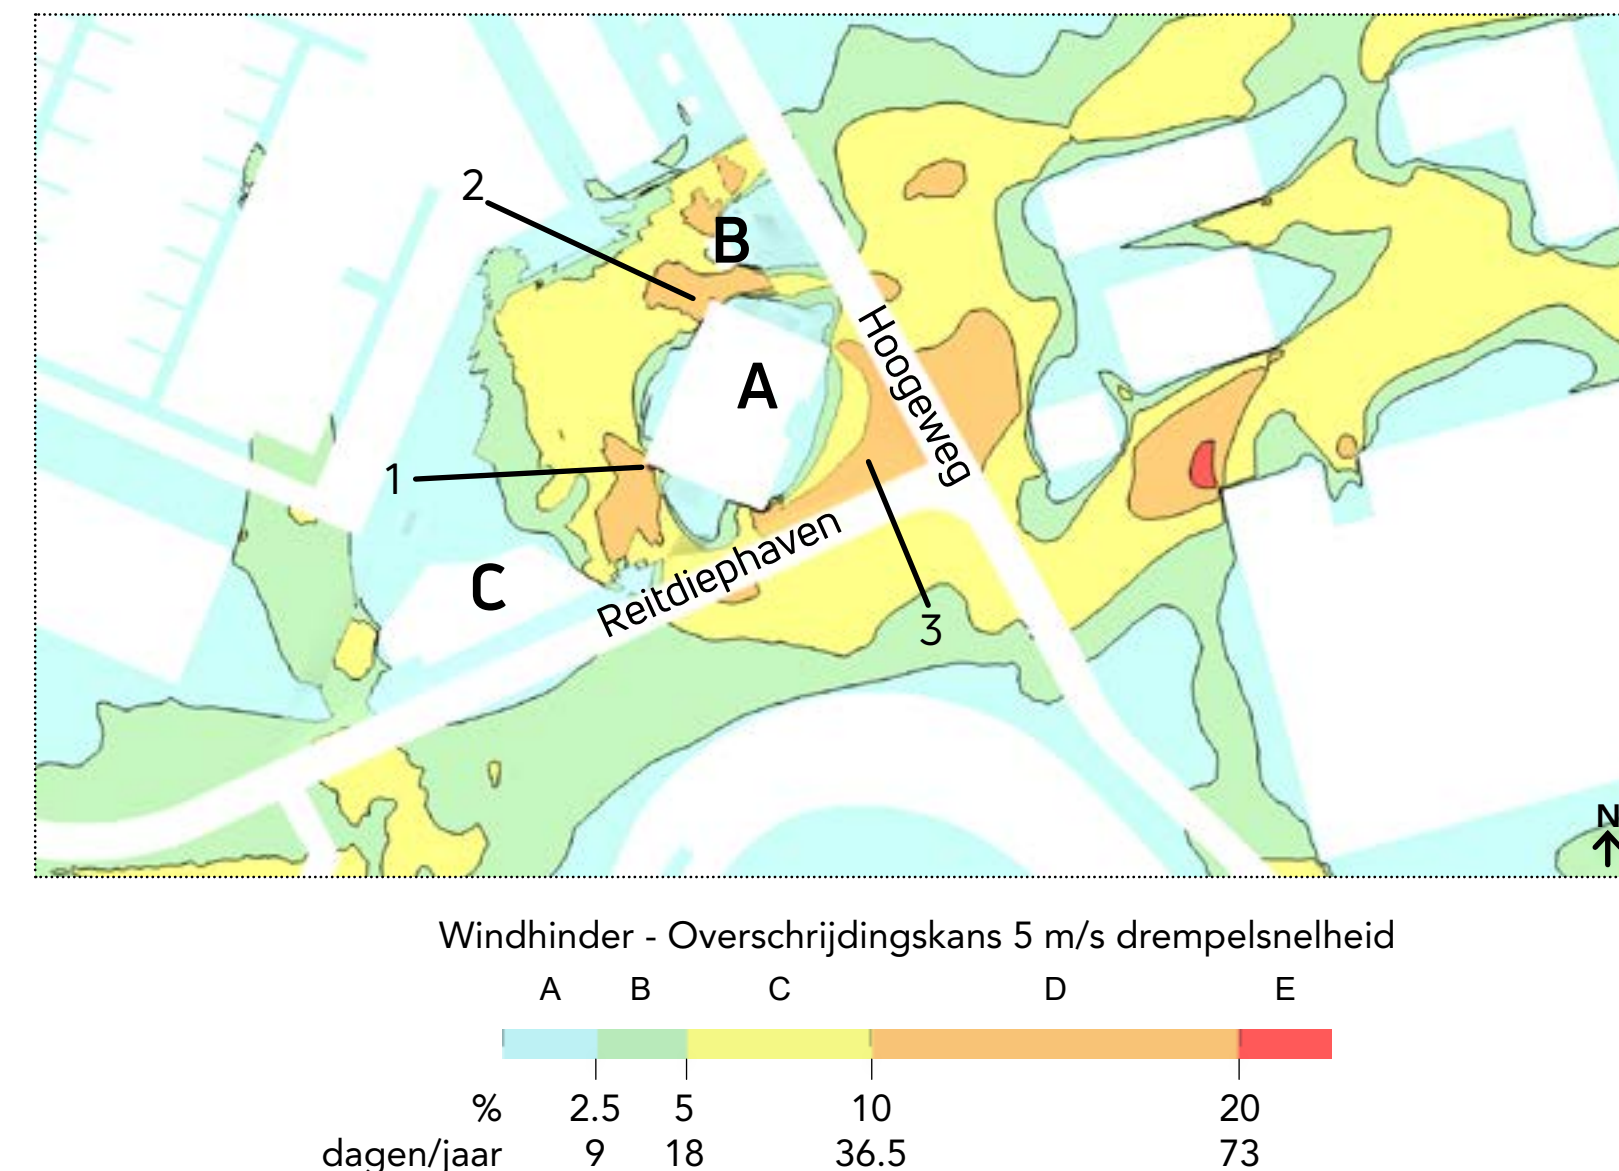 2
B
Hoogeweg
A
1
Reitdiephaven
C
3
N
Windhinder - Overschrijdingskans 5 m/s drempelsnelheid
A B C D E
% 2.5 5 10 20
dagen/jaar 9 18 36.5 73